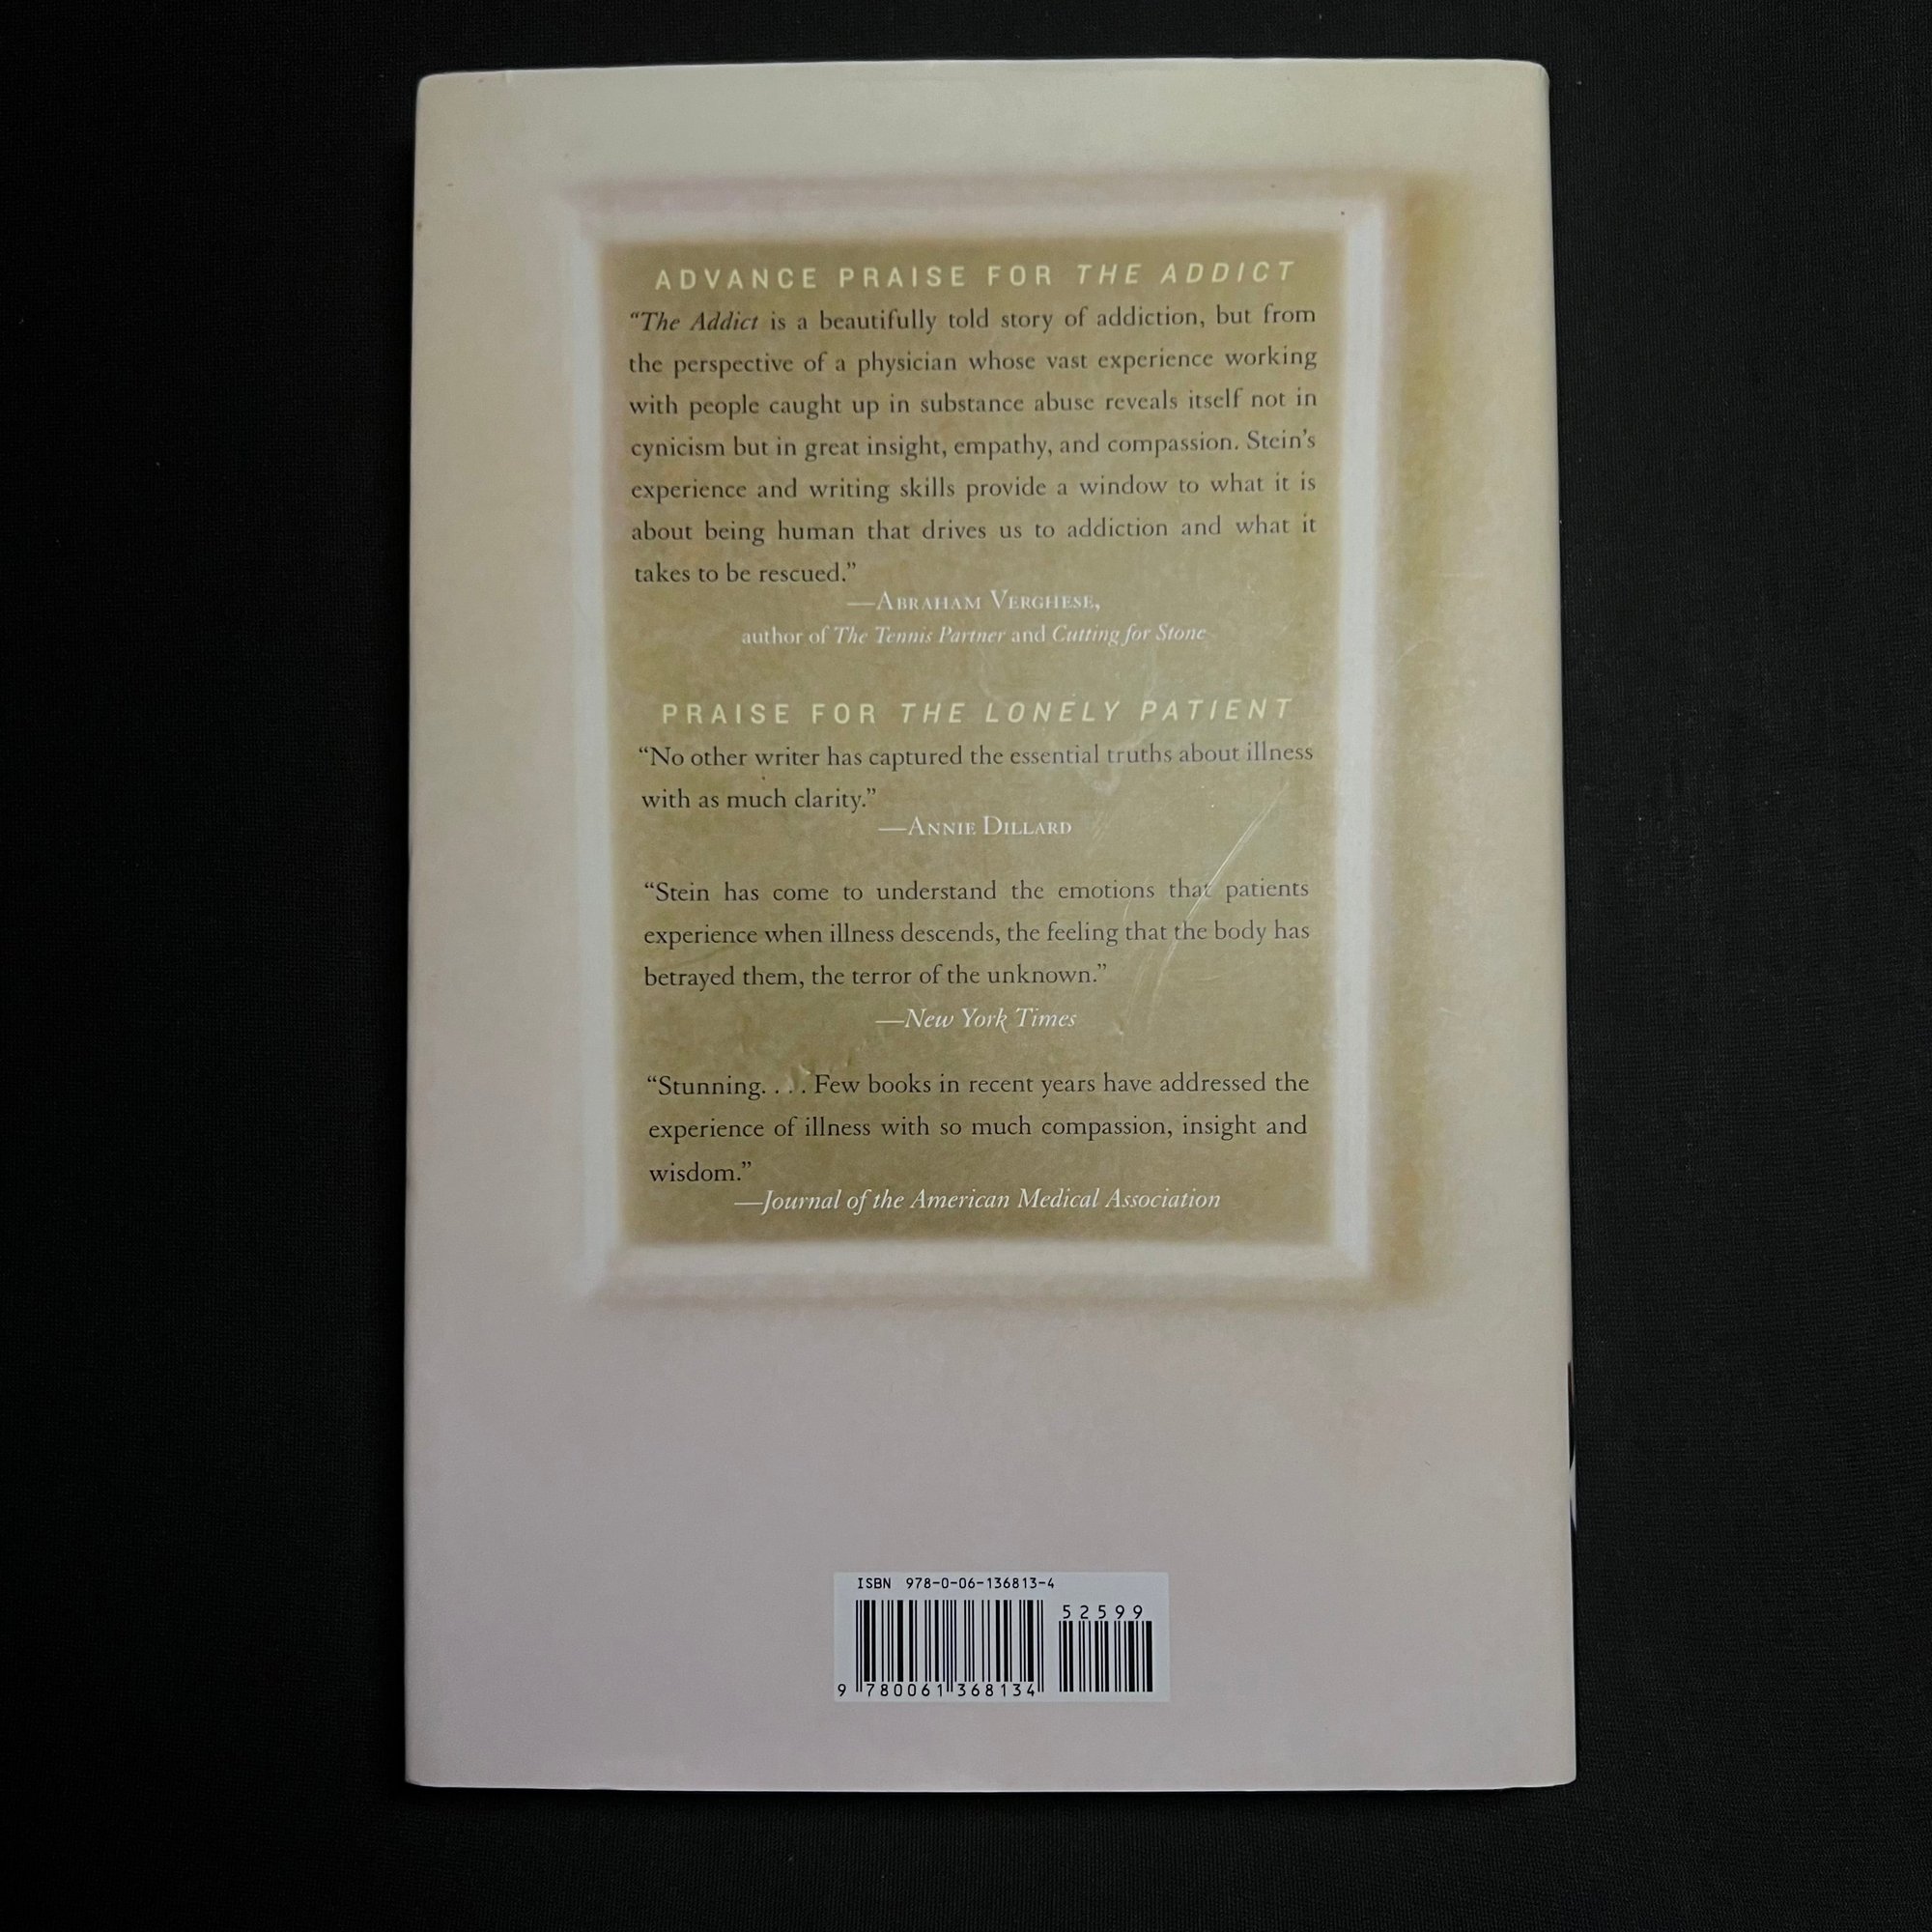 ADVANCE PRAISE FOR THE ADDICT
“The Addict is a beautifully told story of addiction, but from
the perspective of a physician whose vast experience working
with people caught up in substance abuse reveals itself not in
cynicism but in great insight, empathy, and compassion. Stein’s
experience and writing skills provide a window to what it is
about being human that drives us to addiction and what it
takes to be rescued.”
—ABRAHAM VERGHESE,
author of The Tennis Partner and Cutting for Stone
PRAISE FOR THE LONELY PATIENT
“No other writer has captured the essential truths about illness
with as much clarity.”
—ANNIE DILLARD
“Stein has come to understand the emotions that patients
experience when illness descends, the feeling that the body has
betrayed them, the terror of the unknown.”
—New York Times
“Stunning. . . . Few books in recent years have addressed the
experience of illness with so much compassion, insight and
wisdom.”
—Journal of the American Medical Association
ISBN 978-0-06-136813-4
52599
9 780061 368134